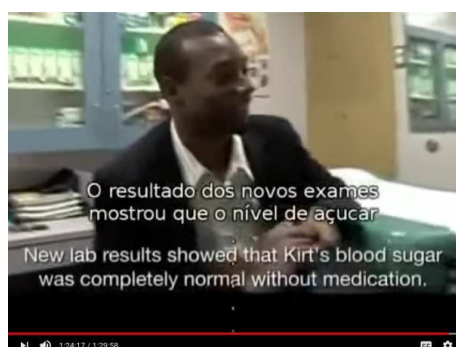 O resultado dos novos exames
mostrou que o nível de açucar
New lab results showed that Kirt's blood sugar
was completely normal without medication.
1:24:17 / 1:29:58